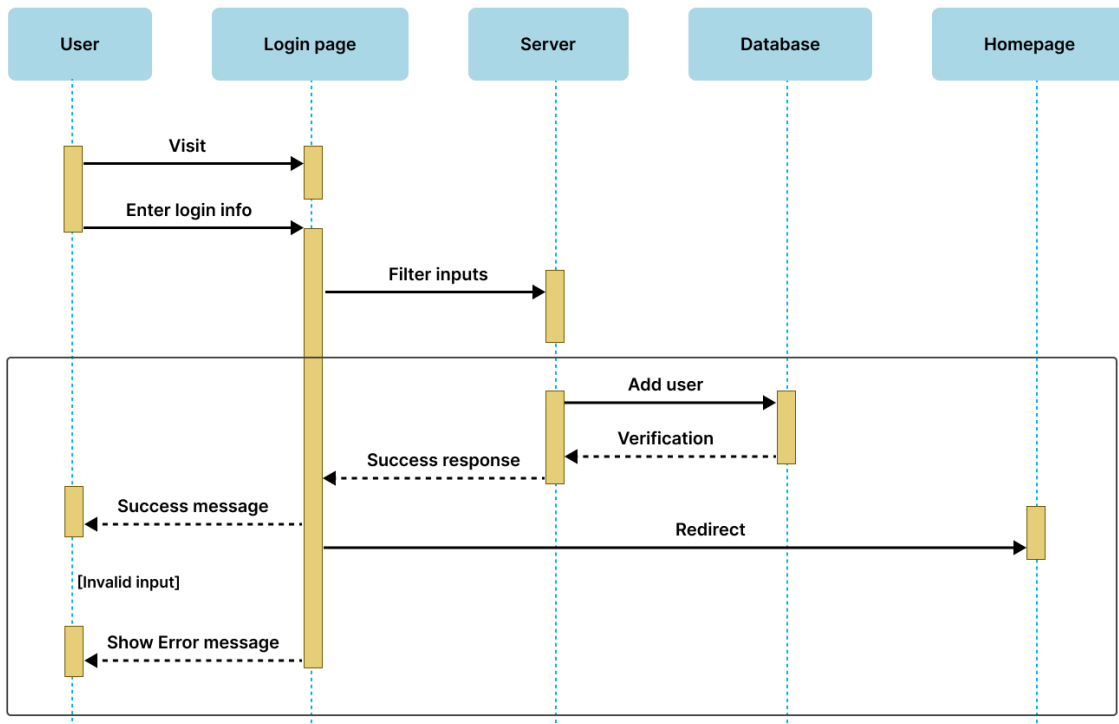 User
Login page
Server
Database
Homepage
Visit
Enter login info
Filter inputs
Add user
Verification
Success response
Success message
Redirect
[Invalid input]
Show Error message